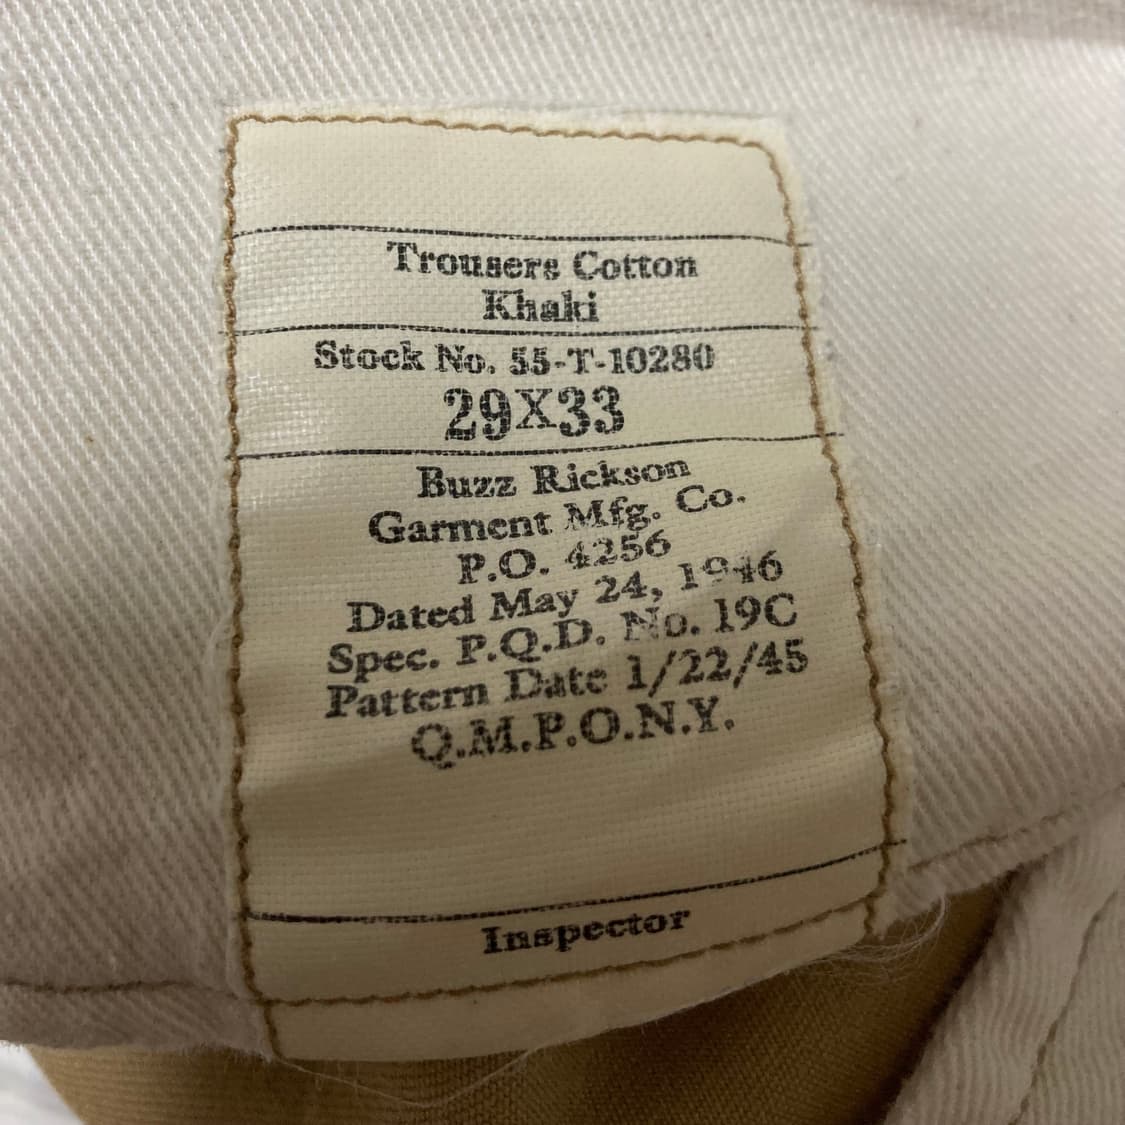 Trousers Cotton
Khaki
Stock No. 55-T-10280
29X33
Buzz Rickson
Garment Mfg. Co.
P.O. 4256
Dated May 24, 1946
Spec. P.Q.D. No. 19C
Pattern Date 1/22/45
Q.M.P.O.N.Y.
Inspector